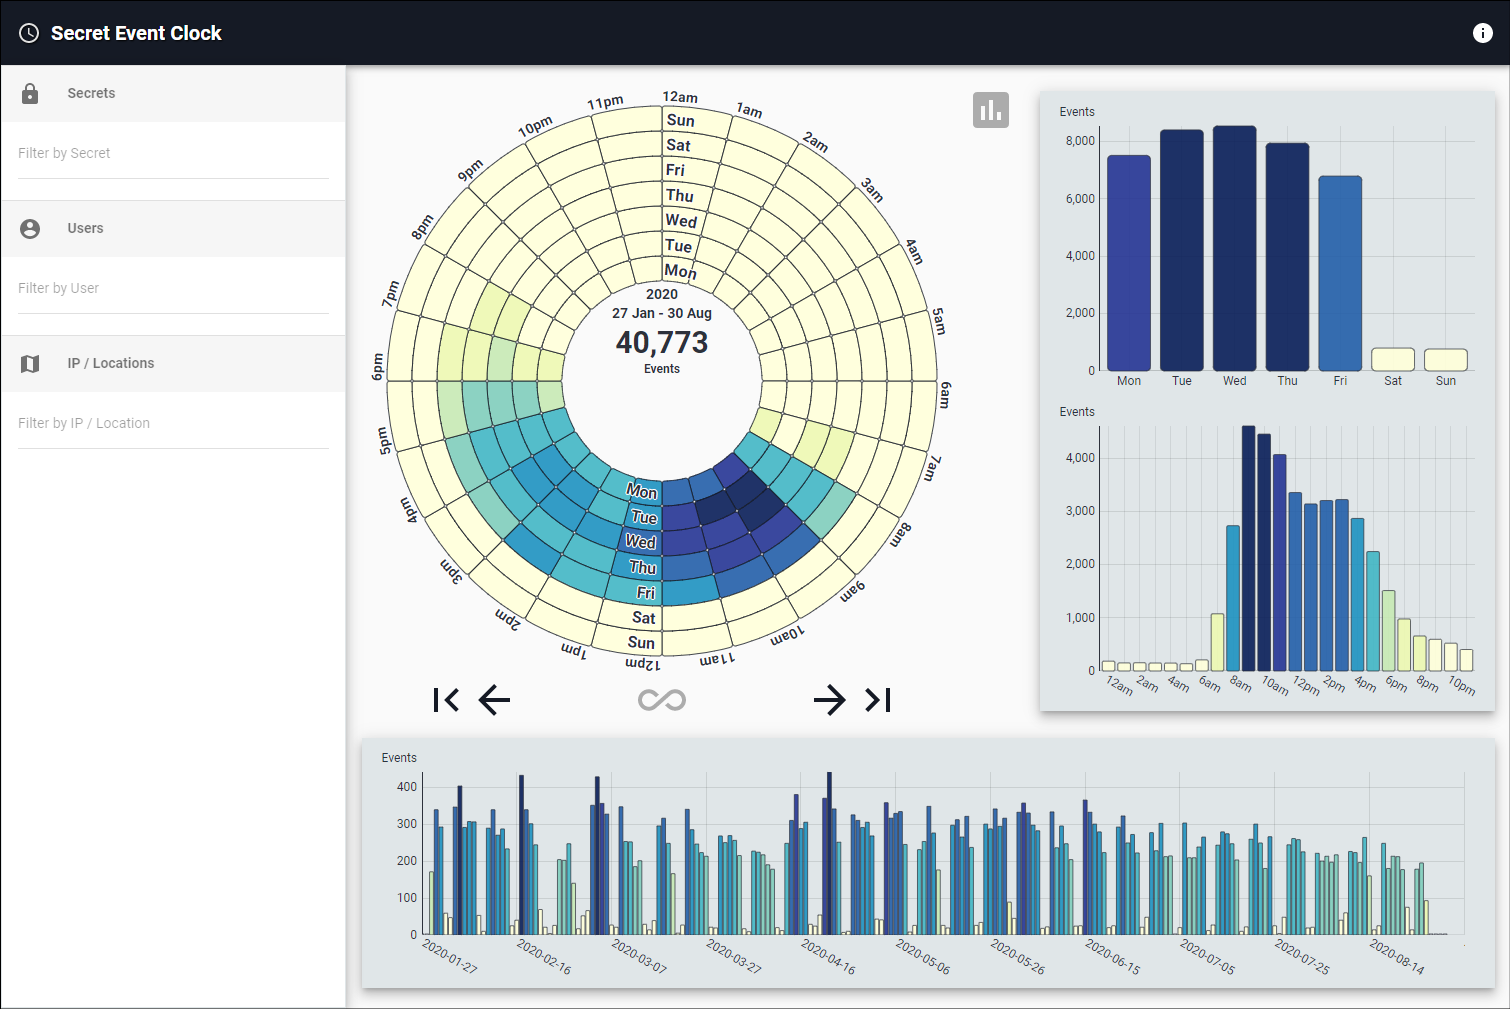 Secret Event Clock
Secrets
Filter by Secret
Users
Filter by User
IP / Locations
Filter by IP / Location
12am
1am
2am
3am
4am
5am
6am
7am
8am
9am
10am
11am
12pm
1pm
2pm
3pm
4pm
5pm
6pm
7pm
8pm
9pm
10pm
11pm
Sun
Sat
Fri
Thu
Wed
Tue
Mon
2020
27 Jan - 30 Aug
40,773
Events
Mon
Tue
Wed
Thu
Fri
Sat
Sun
Events
8,000
6,000
4,000
2,000
0
Mon Tue Wed Thu Fri Sat Sun
Events
4,000
3,000
2,000
1,000
0
12am 2am 4am 6am 8am 10am 12pm 2pm 4pm 6pm 8pm 10pm
Events
400
300
200
100
0
2020-01-27 2020-02-16 2020-03-07 2020-03-27 2020-04-16 2020-05-06 2020-05-26 2020-06-15 2020-07-05 2020-07-25 2020-08-14